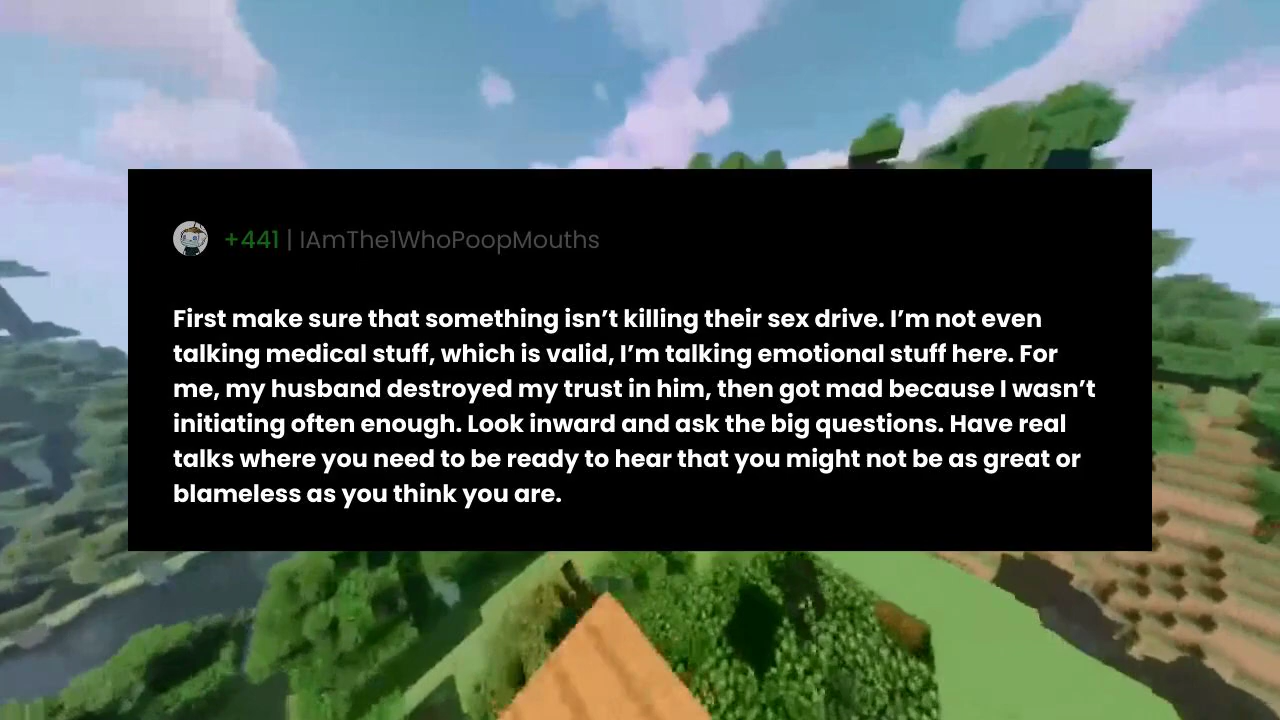 +441 | IAmThe1WhoPoopMouths
First make sure that something isn’t killing their sex drive. I’m not even
talking medical stuff, which is valid, I’m talking emotional stuff here. For
me, my husband destroyed my trust in him, then got mad because I wasn’t
initiating often enough. Look inward and ask the big questions. Have real
talks where you need to be ready to hear that you might not be as great or
blameless as you think you are.